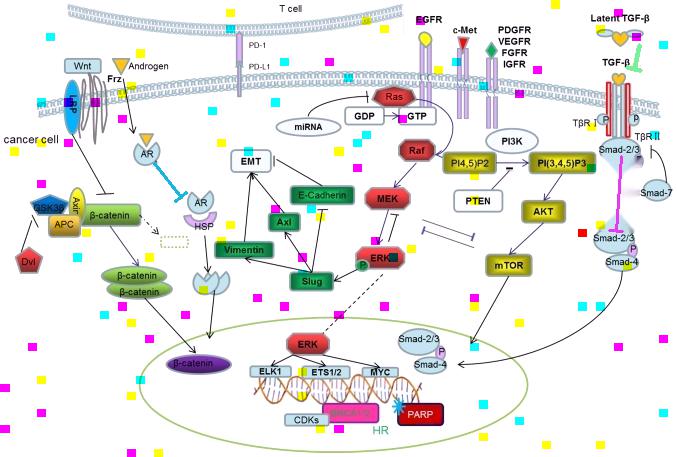 T cell
PD-1
PD-L1
EGFR
c-Met
PDGFR
VEGFR
FGFR
IGFR
Latent TGF-β
TGF-β
Wnt
Androgen
Frz
LRP
cancer cell
AR
miRNA
Ras
GDP
GTP
EMT
Raf
PI3K
PI4,5)P2
PI(3,4,5)P3
PTEN
TβR I
P
P
TβR II
Smad-2/3
Smad-7
GSK3β
Axin
APC
β-catenin
AR
HSP
E-Cadherin
Axl
Vimentin
Slug
MEK
ERK
P
AKT
mTOR
Smad-2/3
P
Smad-4
Dvl
β-catenin
β-catenin
β-catenin
ERK
ELK1
ETS1/2
MYC
Smad-2/3
P
Smad-4
CDKs
BRCA1/2
PARP
HR